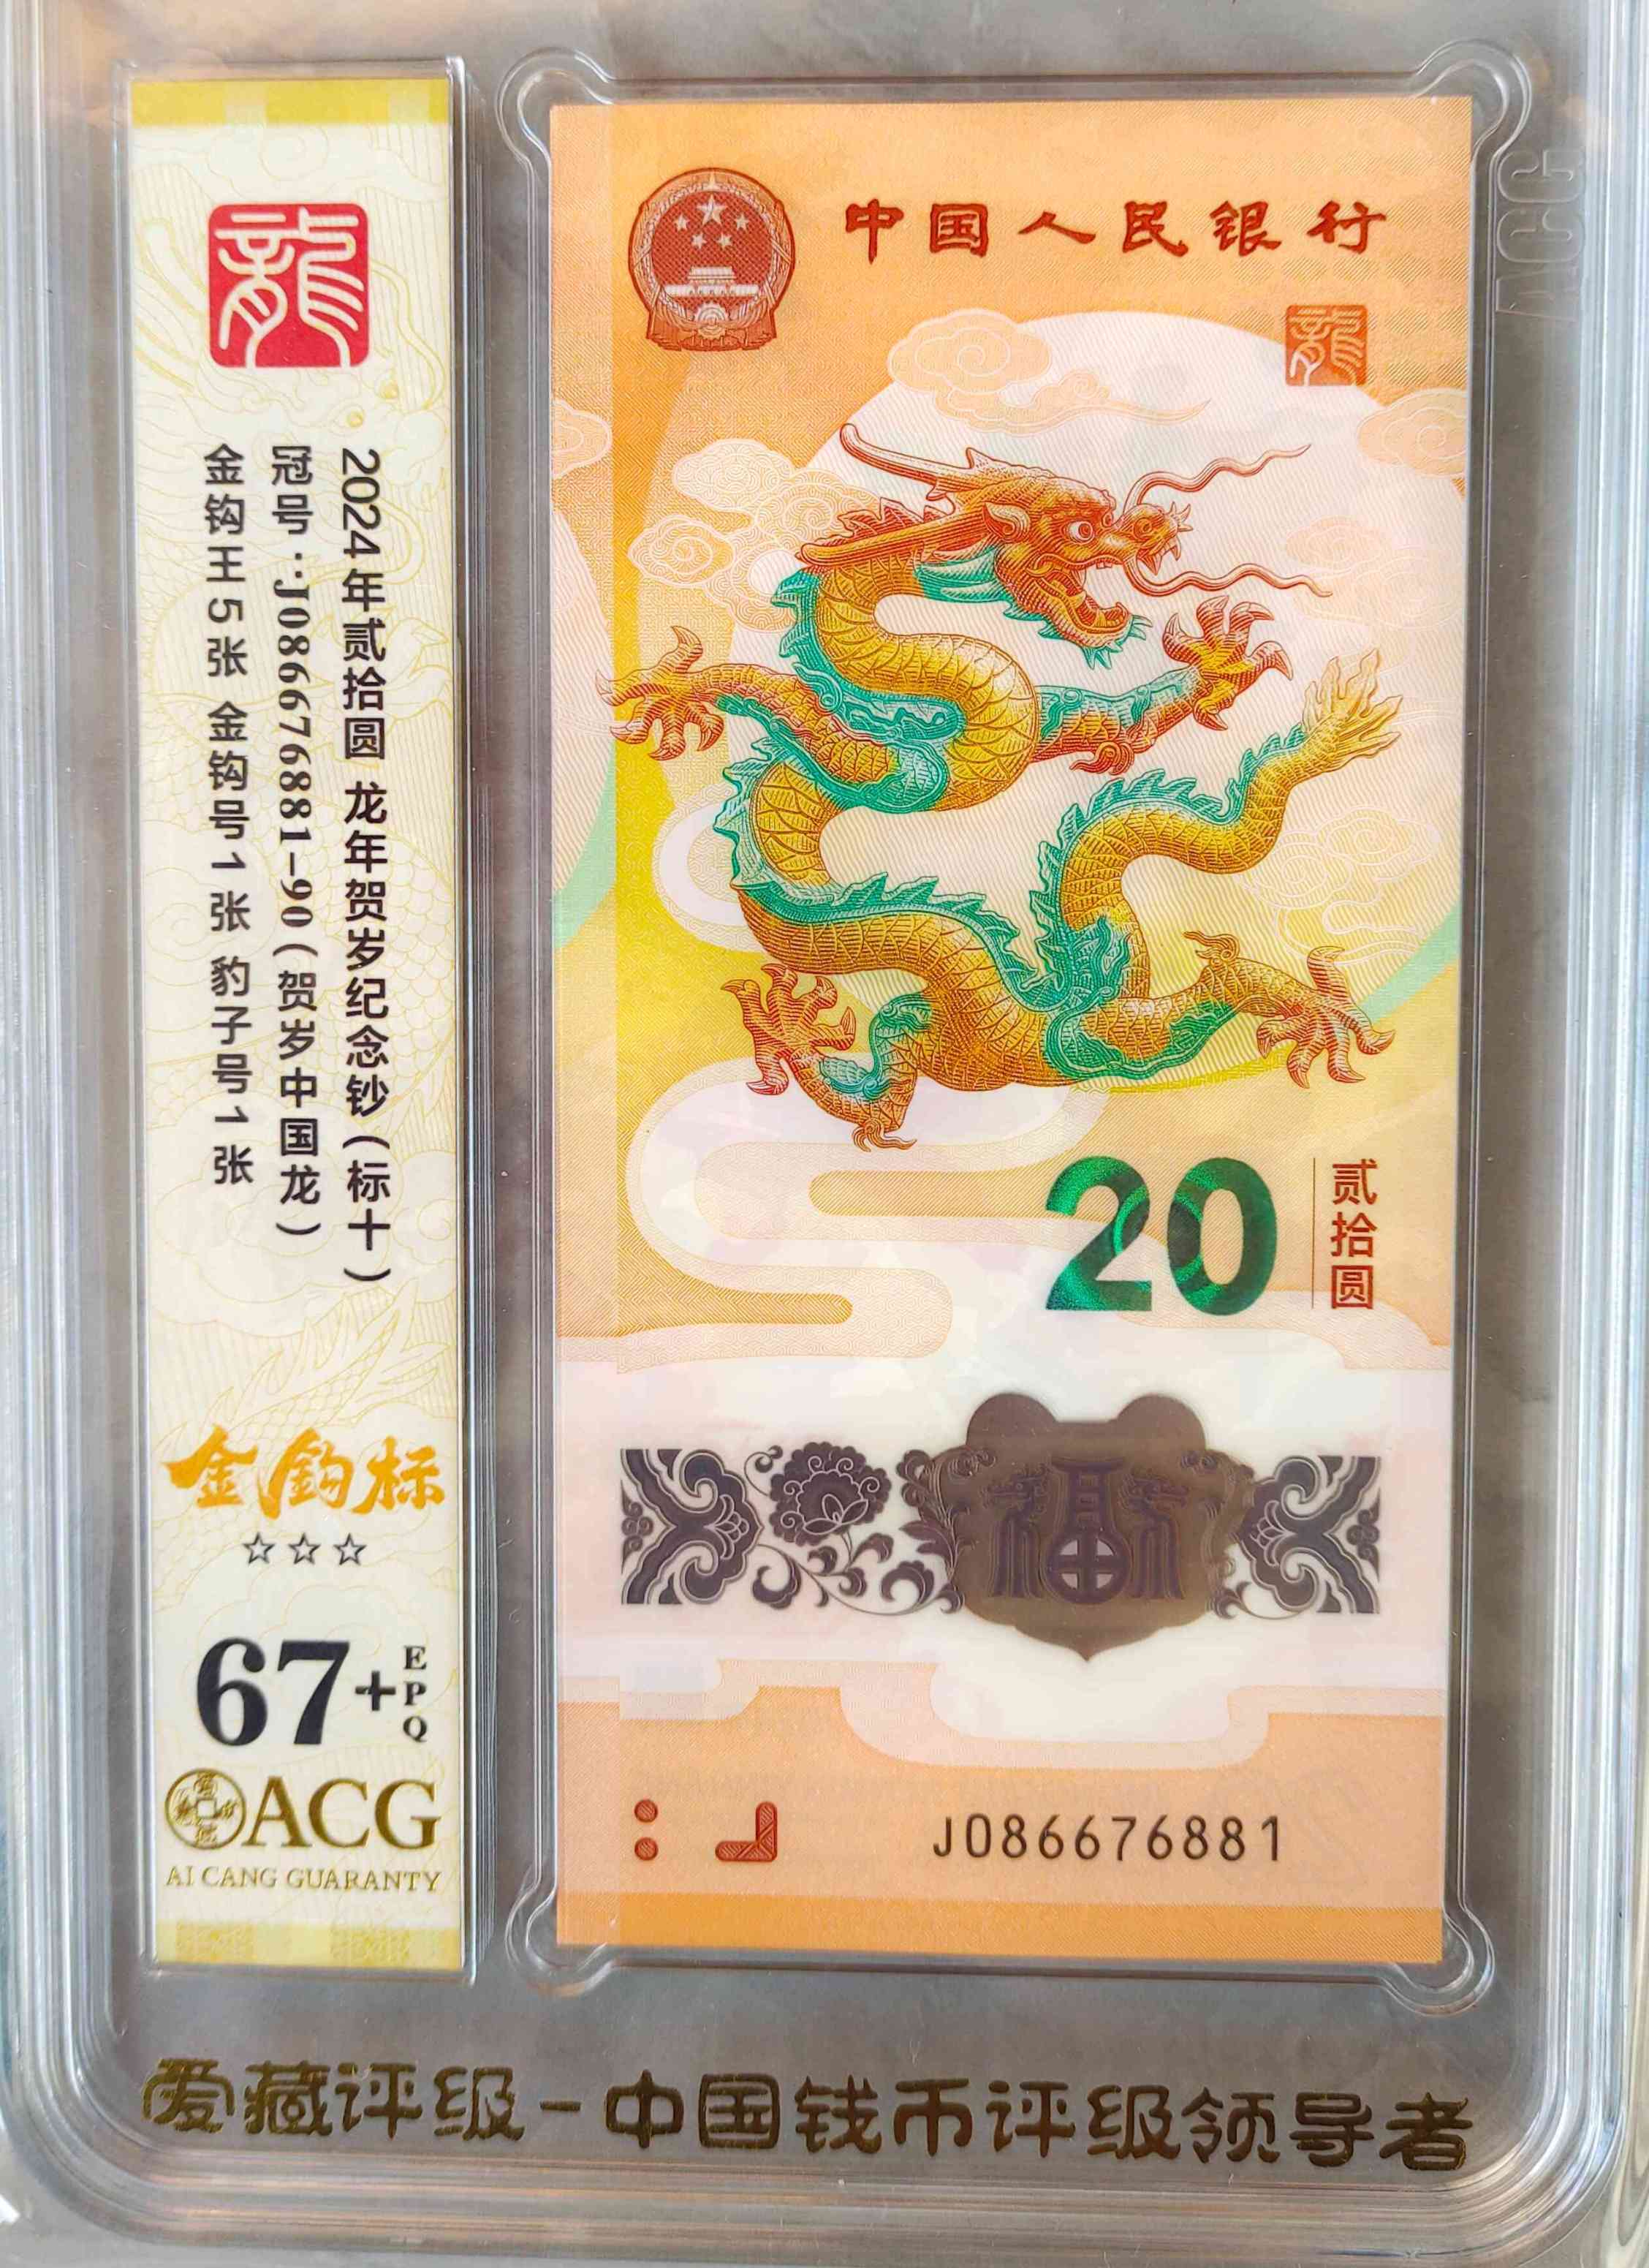 龍
2024年贰拾圆 龙年贺岁纪念钞(标十)
冠号:J086676881-90(贺岁中国龙)
金钩王5张 金钩号1张 豹子号1张
金鈎标
67+
EPQ
ACG
AI CANG GUARANTY
中国人民银行
龍
20
贰拾圆
福
J086676881
ACG
爱藏评级-中国钱币评级领导者